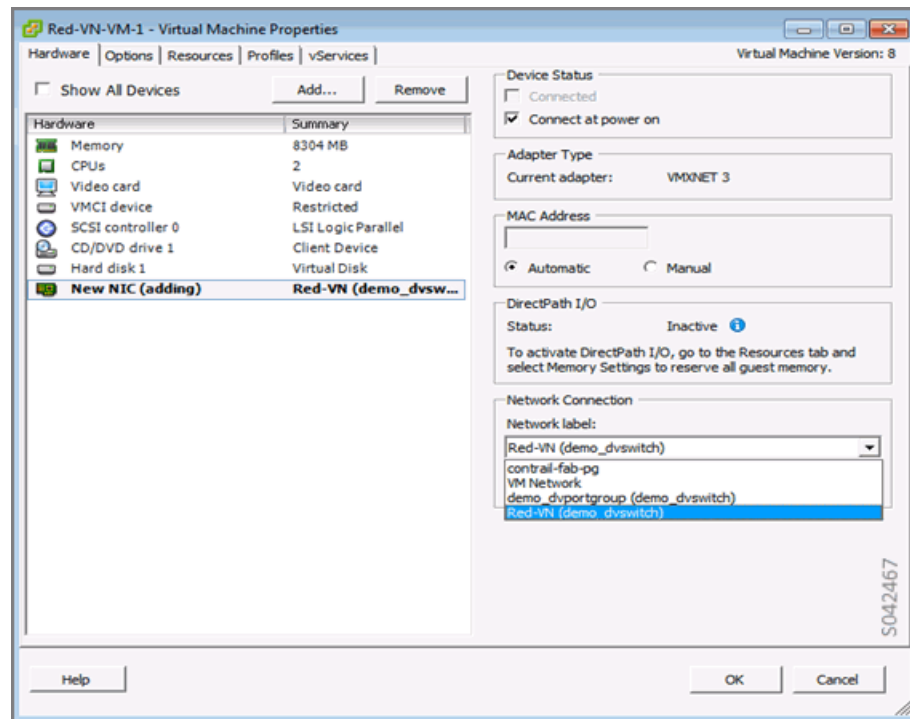 Red-VN-VM-1 - Virtual Machine Properties
Hardware Options Resources Profiles vServices
Virtual Machine Version: 8
Show All Devices
Add...
Remove
Hardware Summary
Memory 8304 MB
CPUs 2
Video card Video card
VMCI device Restricted
SCSI controller 0 LSI Logic Parallel
CD/DVD drive 1 Client Device
Hard disk 1 Virtual Disk
New NIC (adding) Red-VN (demo_dvsw...
Device Status
Connected
Connect at power on
Adapter Type
Current adapter: VMXNET 3
MAC Address
Automatic Manual
DirectPath I/O
Status: Inactive
To activate DirectPath I/O, go to the Resources tab and
select Memory Settings to reserve all guest memory.
Network Connection
Network label:
Red-VN (demo_dvswitch)
contrail-fab-pg
VM Network
demo_dvportgroup (demo_dvswitch)
Red-VN (demo_dvswitch)
S042467
Help
OK
Cancel